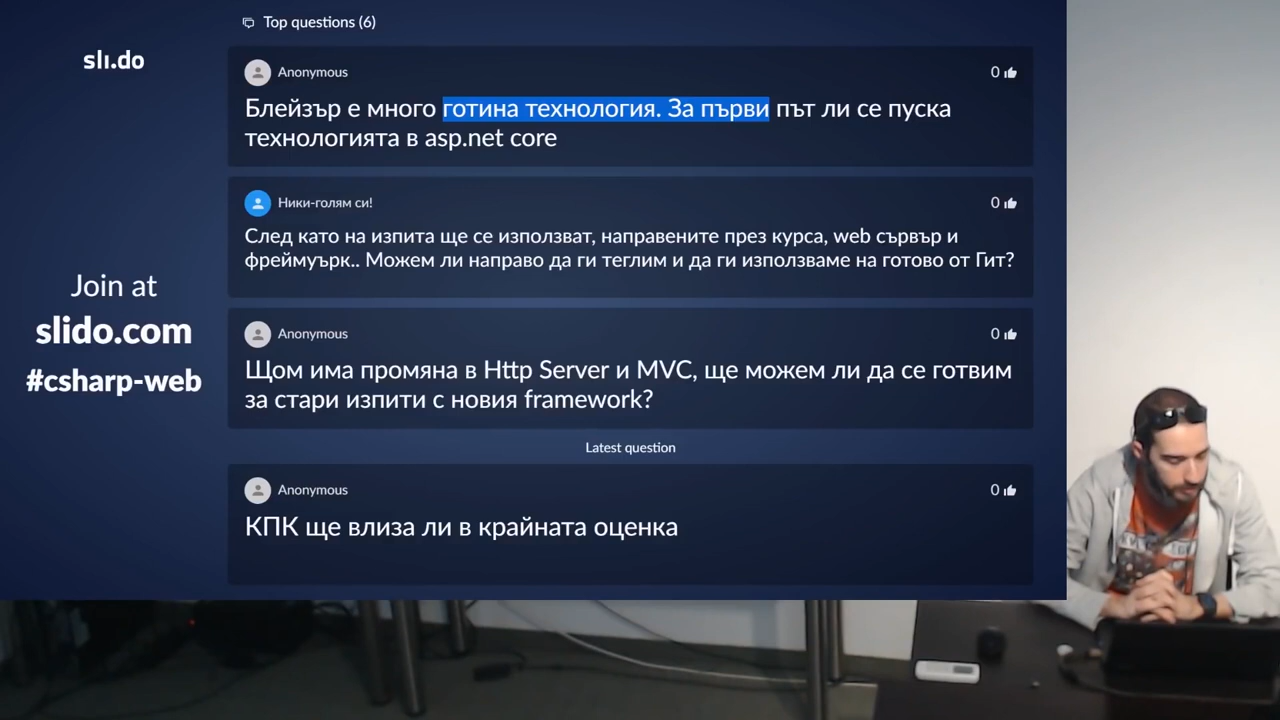 Top questions (6)
sli.do
Anonymous
0
Блейзър е много готина технология. За първи път ли се пуска
технологията в asp.net core
Ники-голям си!
0
След като на изпита ще се използват, направените през курса, web сървър и
фреймуърк.. Можем ли направо да ги теглим и да ги използваме на готово от Гит?
Join at
slido.com
#csharp-web
Anonymous
0
Щом има промяна в Http Server и MVC, ще можем ли да се готвим
за стари изпити с новия framework?
Latest question
Anonymous
0
КПК ще влиза ли в крайната оценка